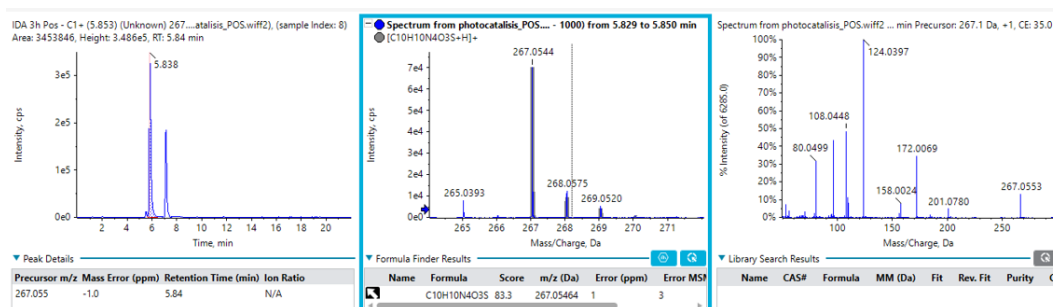 IDA 3h Pos - C1+ (5.853) (Unknown) 267....atalisis_POS.wiff2), (sample Index: 8)
Area: 3453846, Height: 3.486e5, RT: 5.84 min
5.838
3e5
2e5
1e5
0e0
Intensity, cps
2 4 6 8 10 12 14 16 18 20
Time, min
Peak Details
Precursor m/z Mass Error (ppm) Retention Time (min) Ion Ratio
267.055 -1.0 5.84 N/A
Spectrum from photocatalisis_POS.... - 1000) from 5.829 to 5.850 min
[C10H10N4O3S+H]+
267.0544
7e4
6e4
5e4
4e4
3e4
2e4
1e4
0e0
Intensity, cps
265.0393
268.0575
269.0520
265 266 267 268 269 270 271
Mass/Charge, Da
Formula Finder Results
Name Formula Score m/z (Da) Error (ppm) Error MSM
C10H10N4O3S 83.3 267.05464 1 3
Spectrum from photocatalisis_POS.wiff2 ... min Precursor: 267.1 Da, +1, CE: 35.0
100%
90%
80%
70%
60%
50%
40%
30%
20%
10%
0%
% Intensity (of 6285.0)
124.0397
108.0448
80.0499
172.0069
158.0024
201.0780
267.0553
100 150 200 250
Mass/Charge, Da
Library Search Results
Name CAS# Formula MM (Da) Fit Rev. Fit Purity